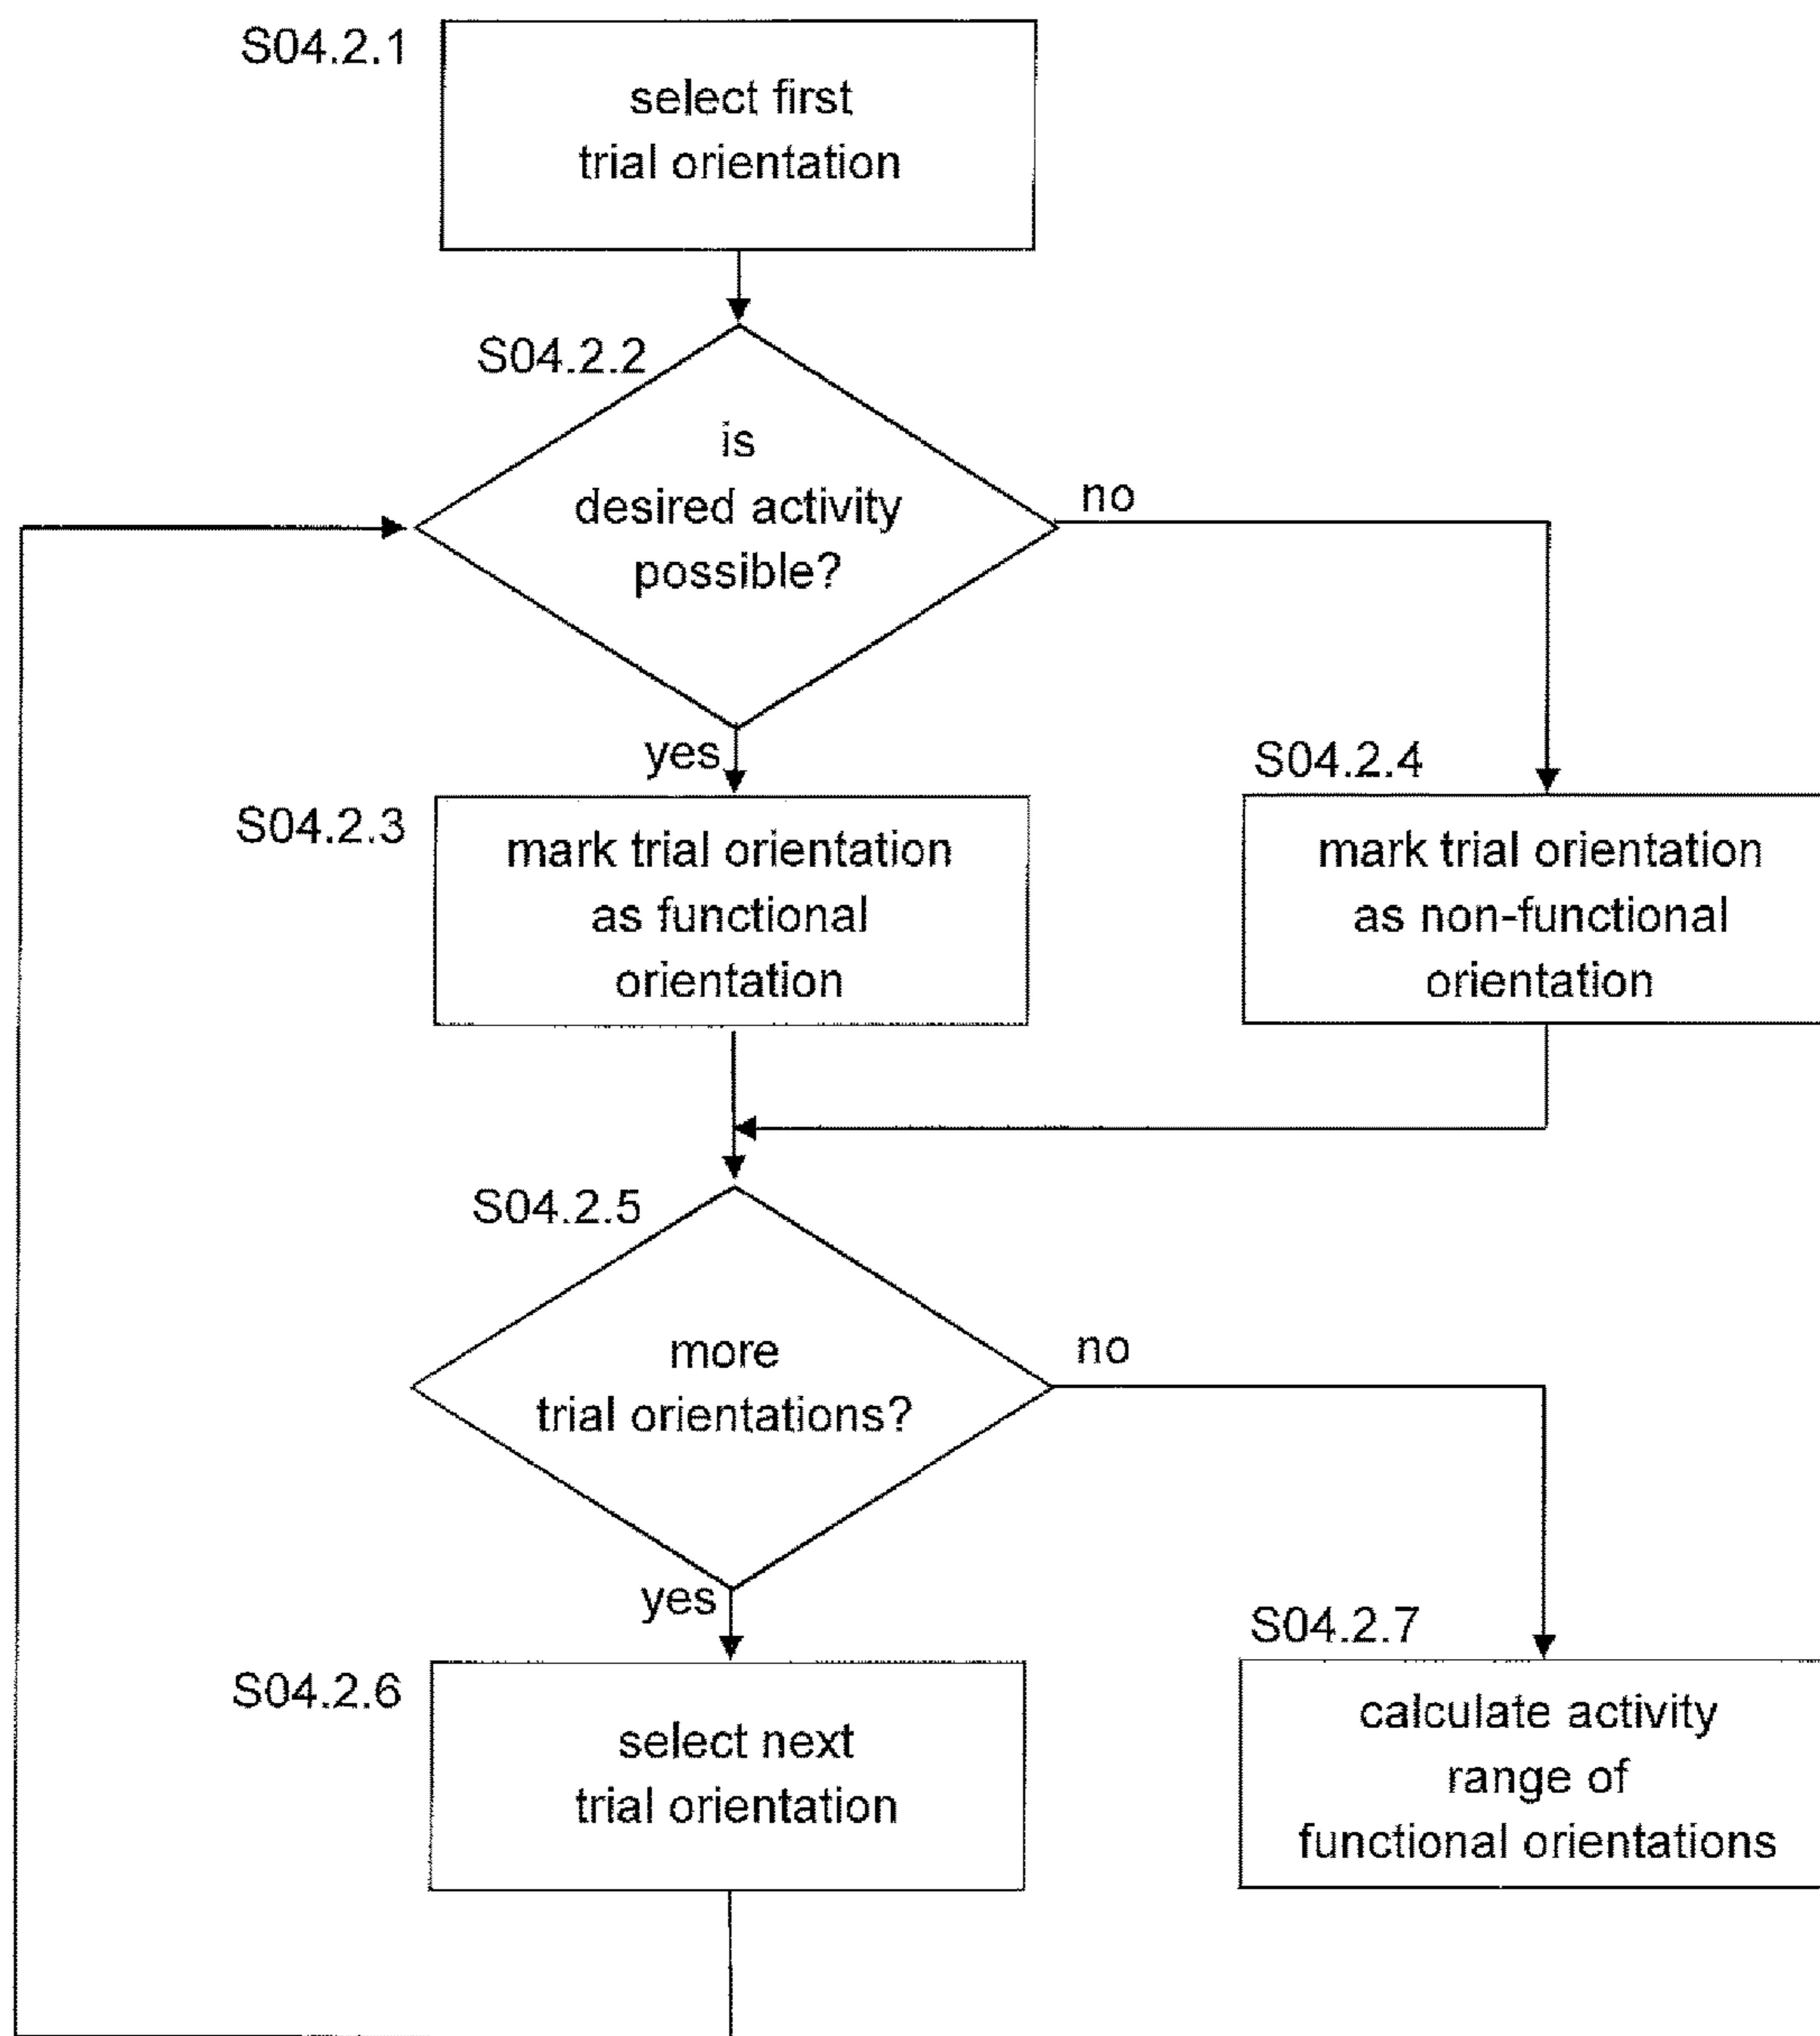 S04.2.1
select first
trial orientation
S04.2.2
is
desired activity
possible?
no
yes
S04.2.3
mark trial orientation
as functional
orientation
S04.2.4
mark trial orientation
as non-functional
orientation
S04.2.5
more
trial orientations?
no
yes
S04.2.6
select next
trial orientation
S04.2.7
calculate activity
range of
functional orientations